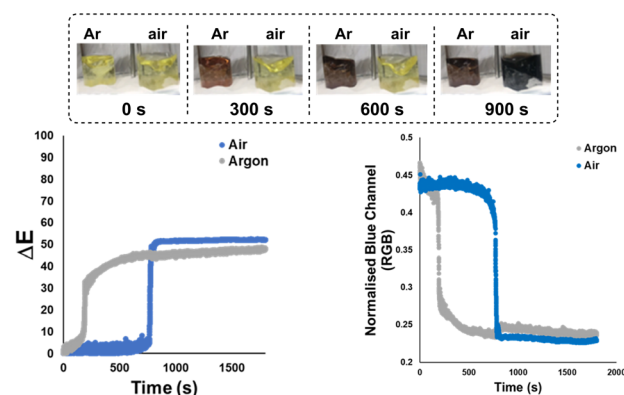 Ar air Ar air Ar air Ar air
0 s 300 s 600 s 900 s
100
90
80
70
60
50
40
30
20
10
0
ΔE
Air
Argon
0 500 1000 1500
Time (s)
0.5
0.45
0.4
0.35
0.3
0.25
0.2
Normalised Blue Channel
(RGB)
Argon
Air
0 500 1000 1500 2000
Time (s)